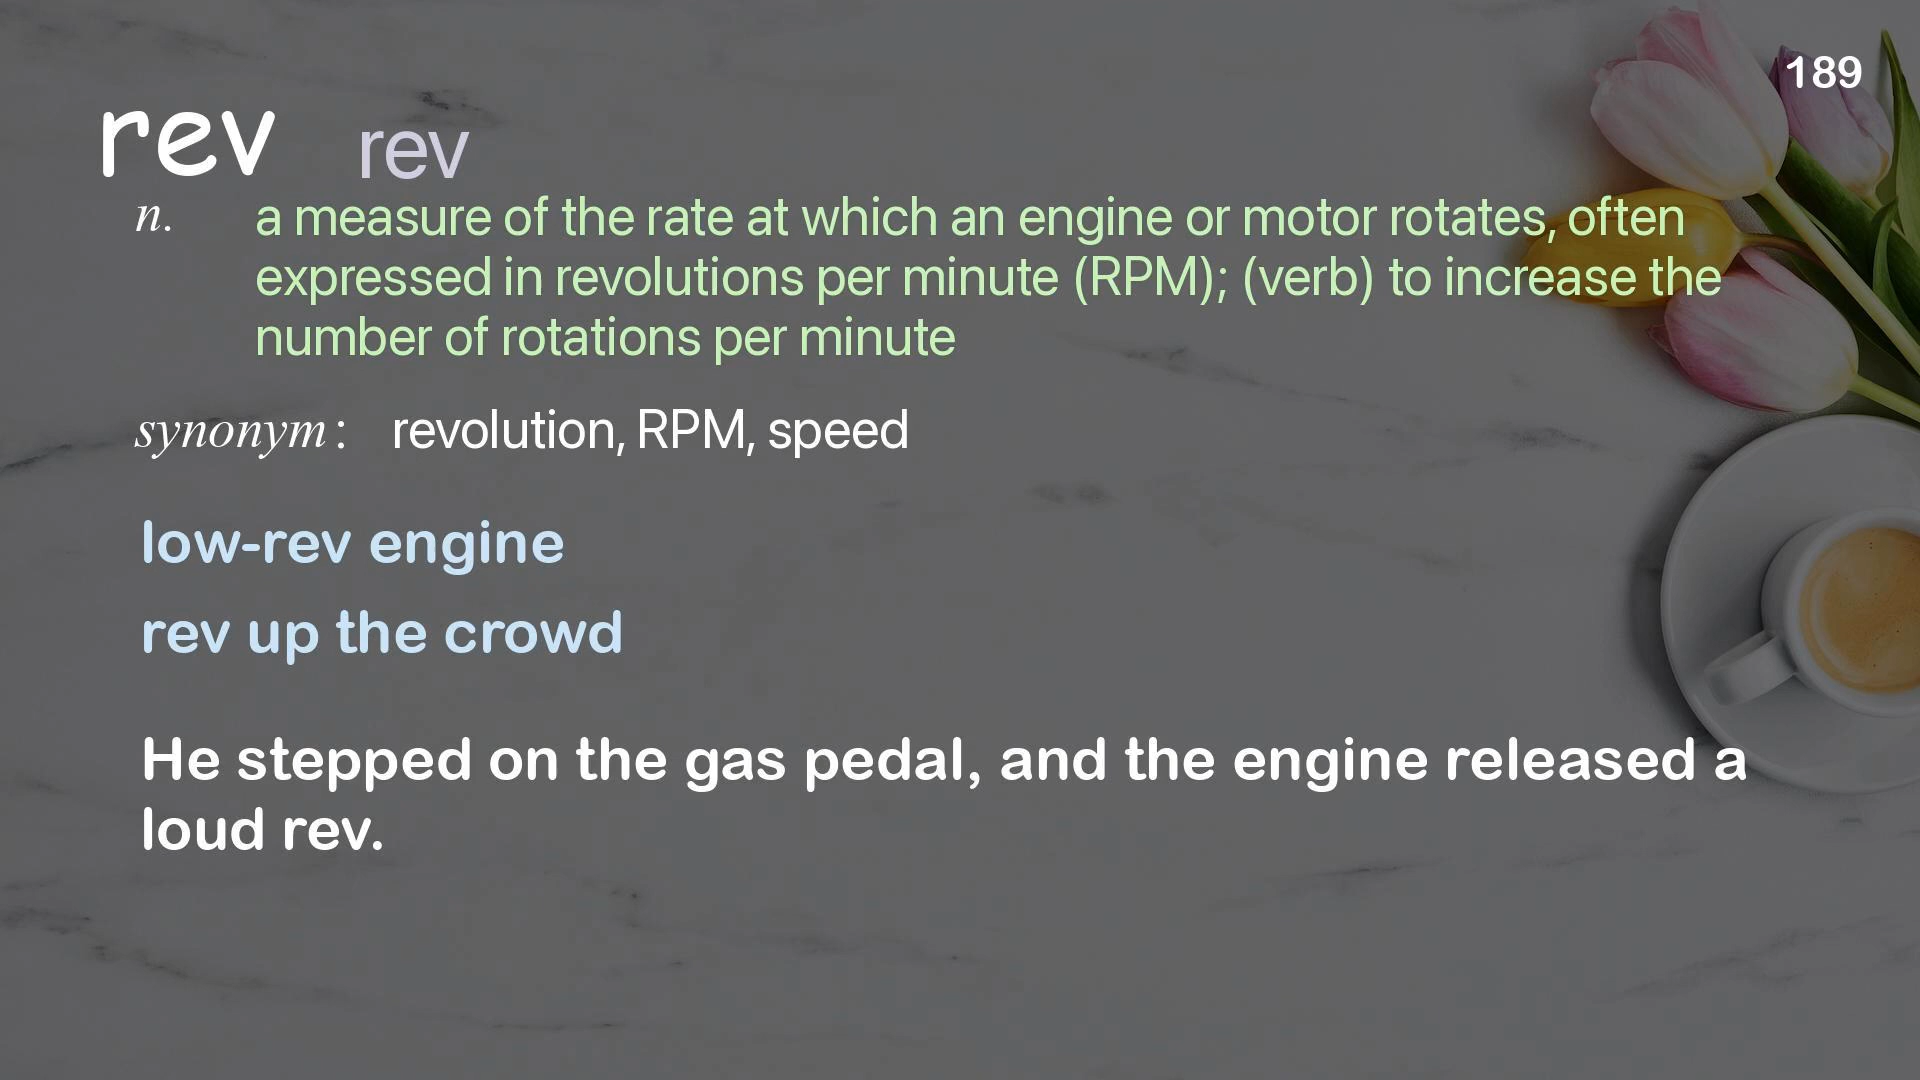 189
rev rev
n. a measure of the rate at which an engine or motor rotates, often
expressed in revolutions per minute (RPM); (verb) to increase the
number of rotations per minute
synonym: revolution, RPM, speed
low-rev engine
rev up the crowd
He stepped on the gas pedal, and the engine released a
loud rev.